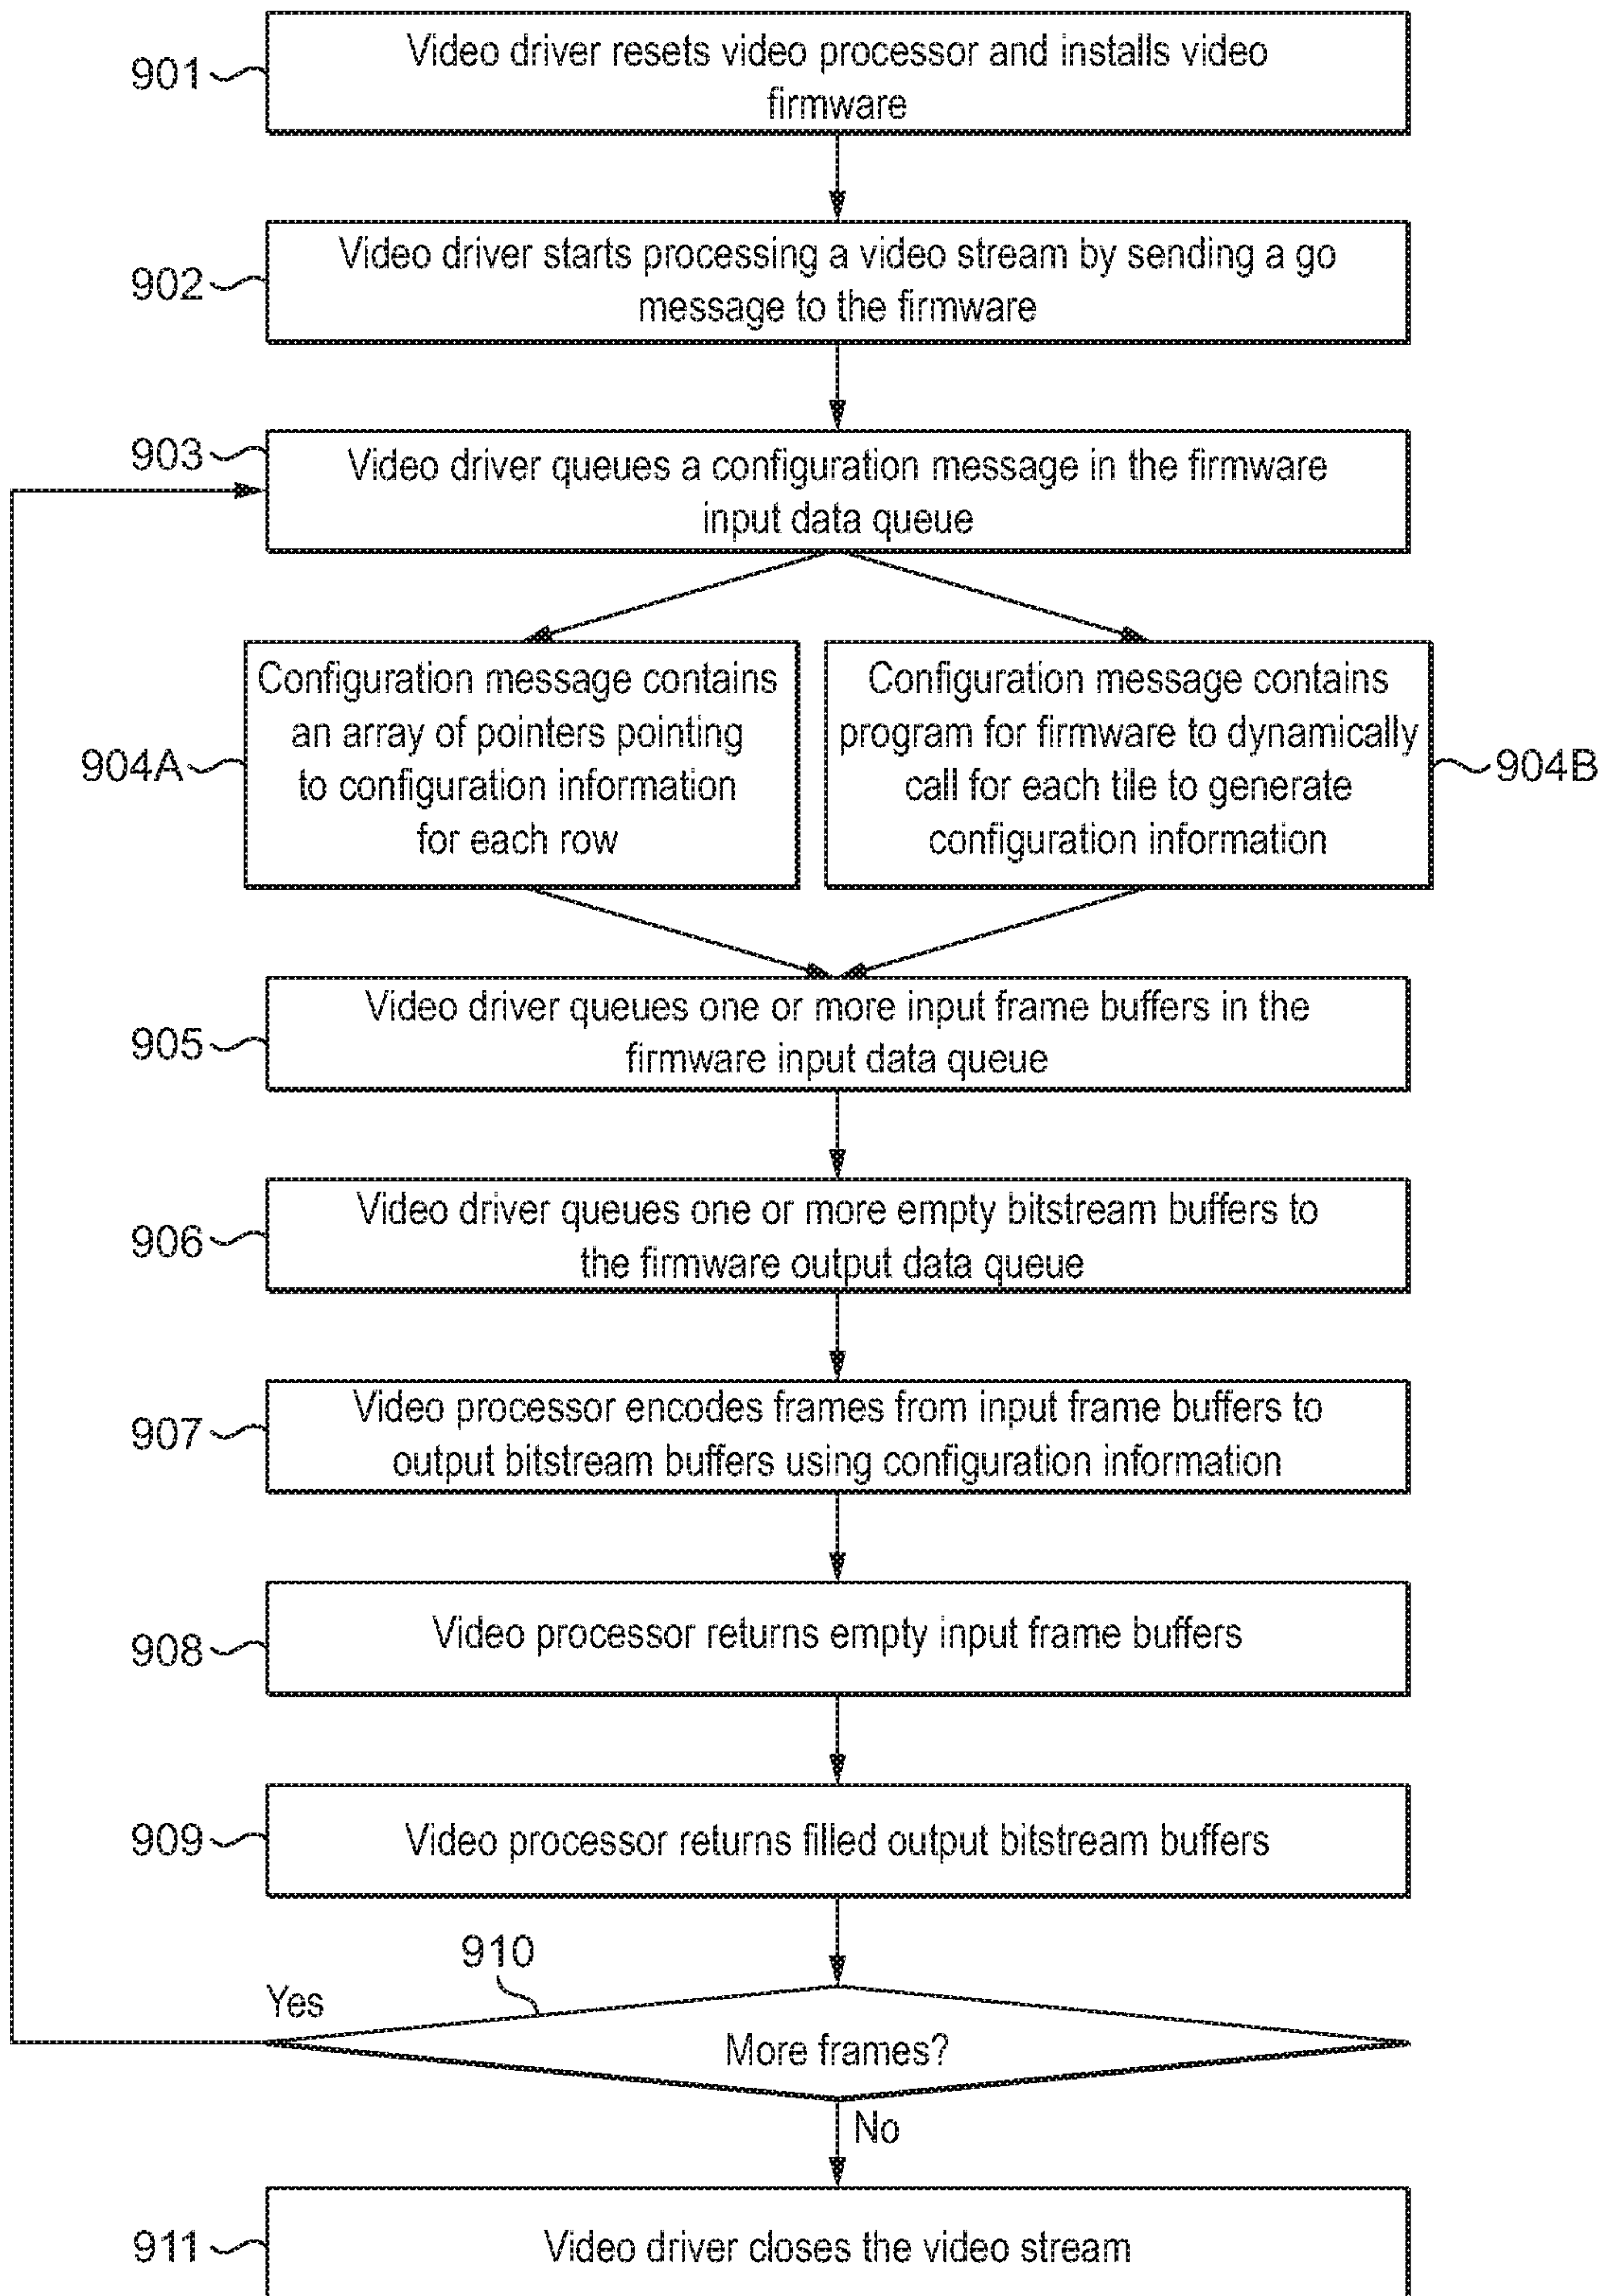 901
Video driver resets video processor and installs video
firmware
902
Video driver starts processing a video stream by sending a go
message to the firmware
903
Video driver queues a configuration message in the firmware
input data queue
904A
Configuration message contains
an array of pointers pointing
to configuration information
for each row
Configuration message contains
program for firmware to dynamically
call for each tile to generate
configuration information
904B
905
Video driver queues one or more input frame buffers in the
firmware input data queue
906
Video driver queues one or more empty bitstream buffers to
the firmware output data queue
907
Video processor encodes frames from input frame buffers to
output bitstream buffers using configuration information
908
Video processor returns empty input frame buffers
909
Video processor returns filled output bitstream buffers
910
Yes
More frames?
No
911
Video driver closes the video stream